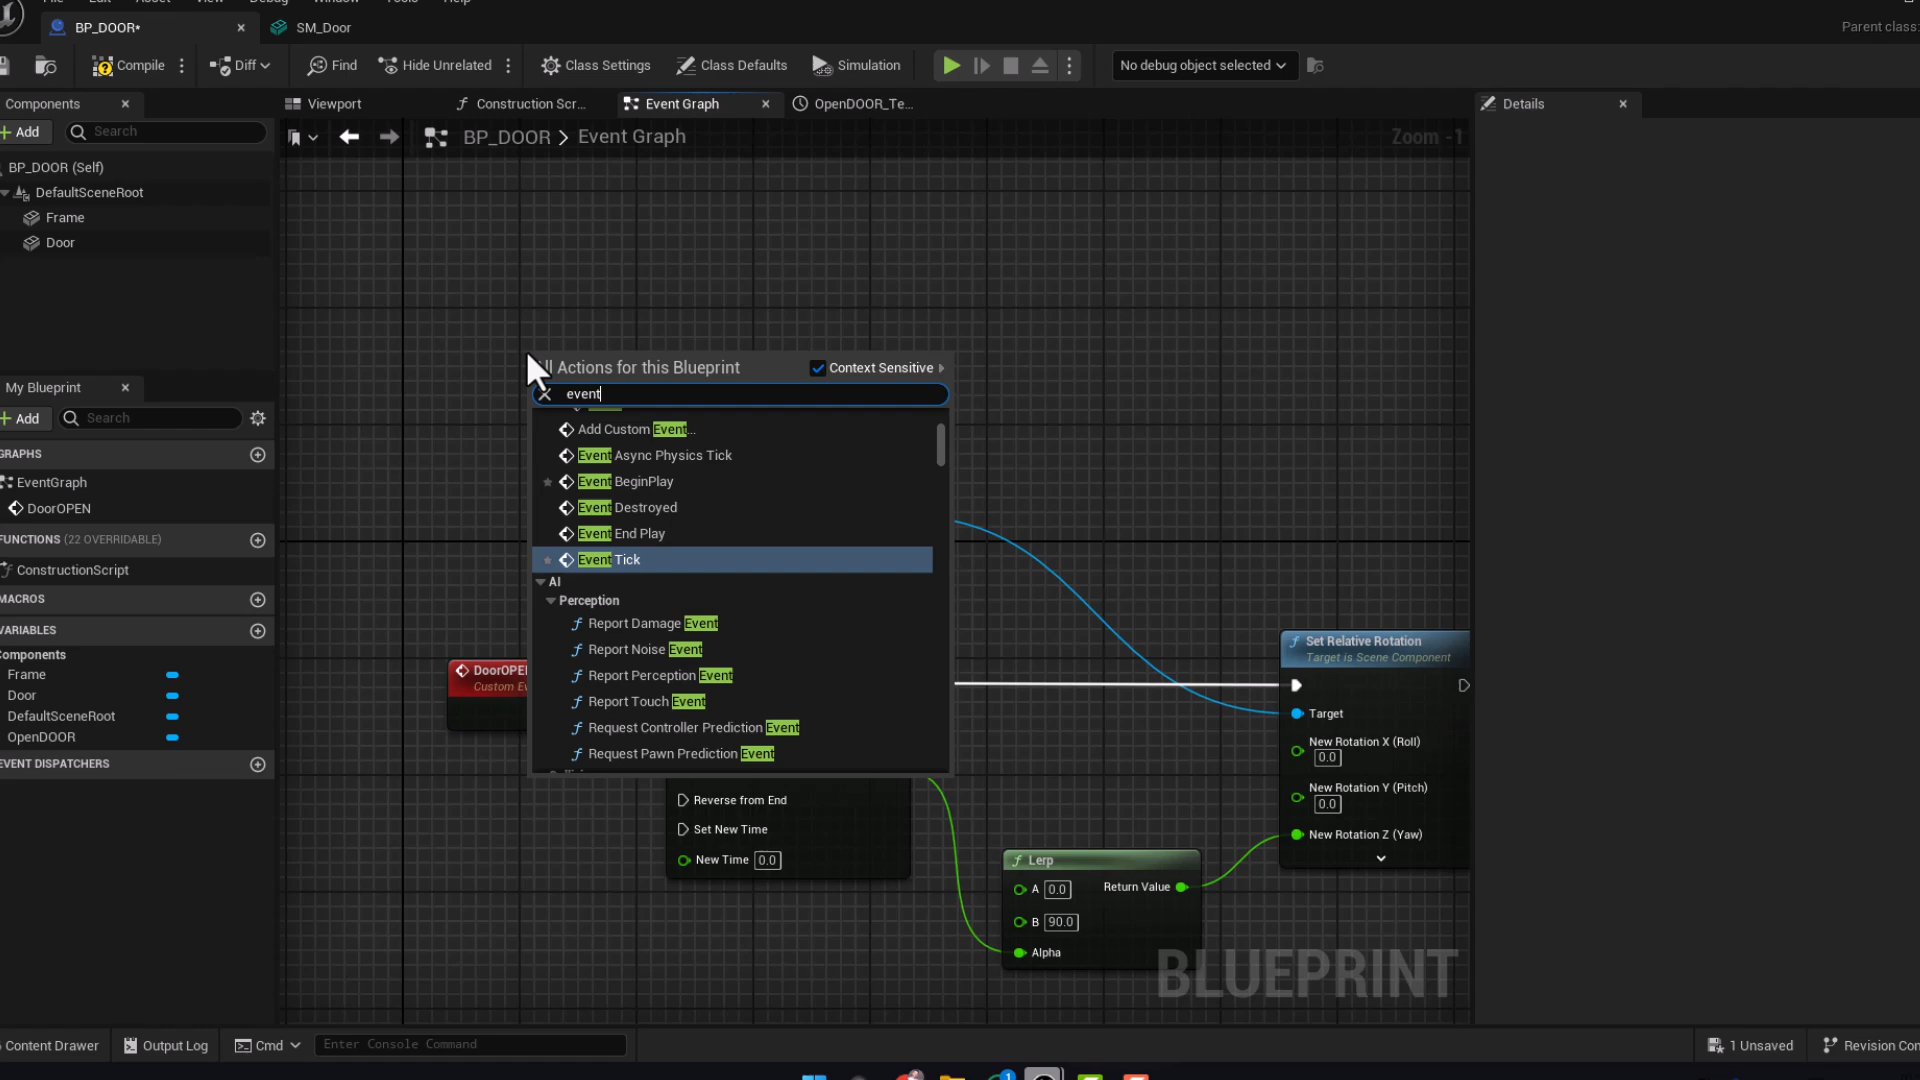 BP_DOOR*
SM_Door
Parent class:
Compile
Diff
Find
Hide Unrelated
Class Settings
Class Defaults
Simulation
No debug object selected
Components
Viewport
Construction Scr...
Event Graph
OpenDOOR_Te...
Details
Add
Search
BP_DOOR > Event Graph
Zoom -1
BP_DOOR (Self)
DefaultSceneRoot
Frame
Door
My Blueprint
Add
Search
GRAPHS
EventGraph
DoorOPEN
FUNCTIONS (22 OVERRIDABLE)
ConstructionScript
MACROS
VARIABLES
Components
Frame
Door
DefaultSceneRoot
OpenDOOR
EVENT DISPATCHERS
All Actions for this Blueprint
Context Sensitive
event
Add Custom Event...
Event Async Physics Tick
Event BeginPlay
Event Destroyed
Event End Play
Event Tick
AI
Perception
Report Damage Event
Report Noise Event
Report Perception Event
Report Touch Event
Request Controller Prediction Event
Request Pawn Prediction Event
DoorOPEN
Custom Ev
Reverse from End
Set New Time
New Time 0.0
Lerp
A 0.0
Return Value
B 90.0
Alpha
Set Relative Rotation
Target is Scene Component
Target
New Rotation X (Roll)
0.0
New Rotation Y (Pitch)
0.0
New Rotation Z (Yaw)
BLUEPRINT
Content Drawer
Output Log
Cmd
Enter Console Command
1 Unsaved
Revision Con